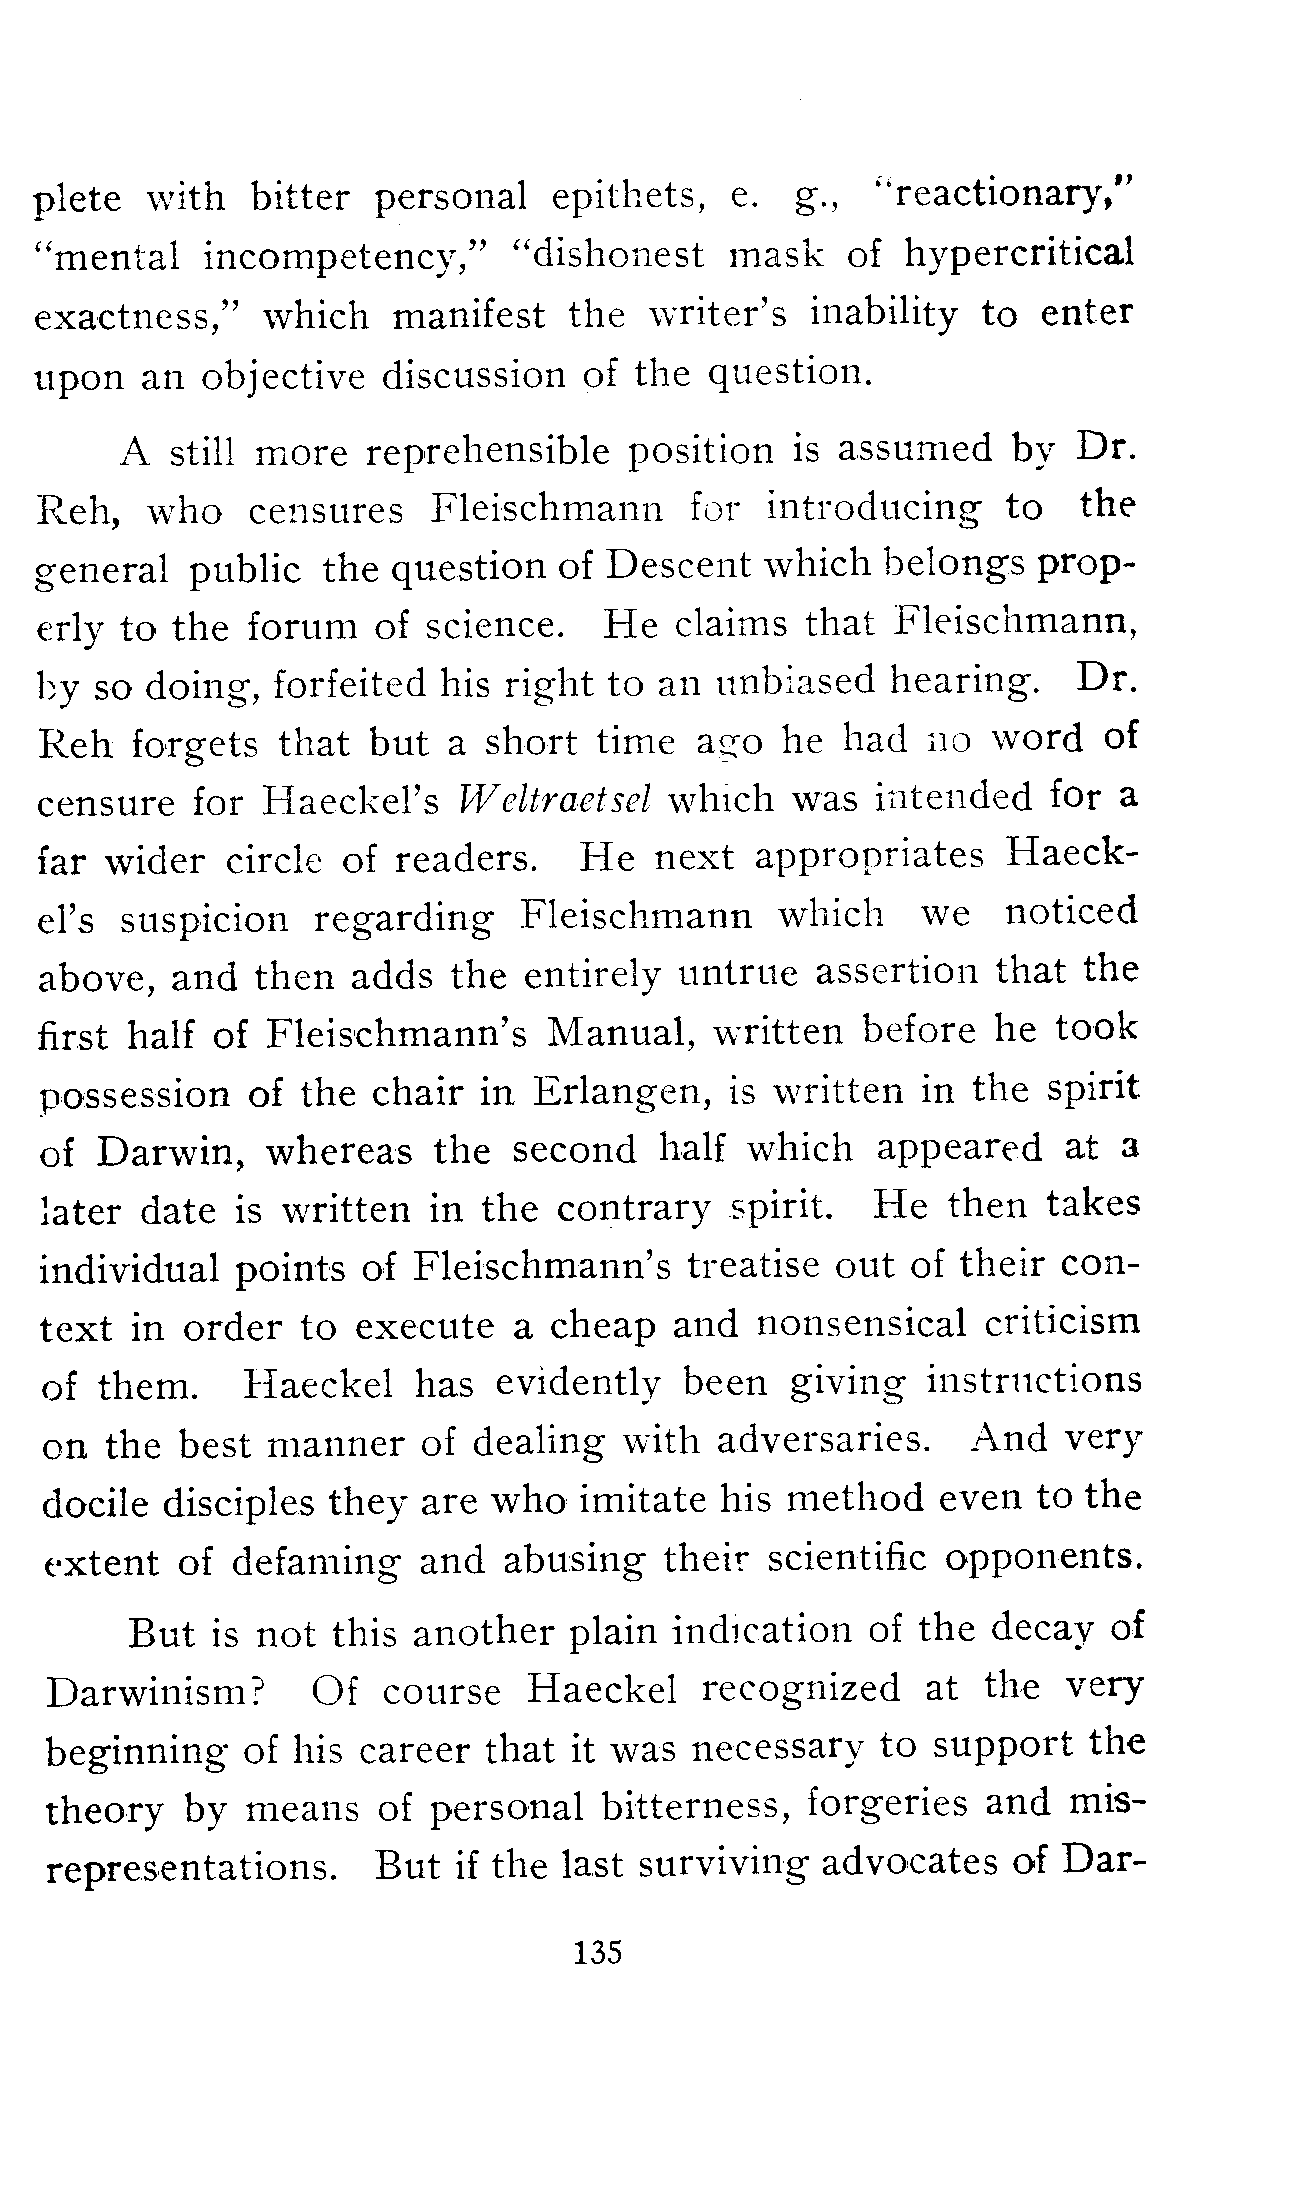 plete with bitter personal epithets, e. g., “reactionary,”
“mental incompetency,” “dishonest mask of hypercritical
exactness,” which manifest the writer’s inability to enter
upon an objective discussion of the question.
A still more reprehensible position is assumed by Dr.
Reh, who censures Fleischmann for introducing to the
general public the question of Descent which belongs prop-
erly to the forum of science. He claims that Fleischmann,
by so doing, forfeited his right to an unbiased hearing. Dr.
Reh forgets that but a short time ago he had no word of
censure for Haeckel’s Weltraetsel which was intended for a
far wider circle of readers. He next appropriates Haeck-
el’s suspicion regarding Fleischmann which we noticed
above, and then adds the entirely untrue assertion that the
first half of Fleischmann’s Manual, written before he took
possession of the chair in Erlangen, is written in the spirit
of Darwin, whereas the second half which appeared at a
later date is written in the contrary spirit. He then takes
individual points of Fleischmann’s treatise out of their con-
text in order to execute a cheap and nonsensical criticism
of them. Haeckel has evidently been giving instructions
on the best manner of dealing with adversaries. And very
docile disciples they are who imitate his method even to the
extent of defaming and abusing their scientific opponents.
But is not this another plain indication of the decay of
Darwinism? Of course Haeckel recognized at the very
beginning of his career that it was necessary to support the
theory by means of personal bitterness, forgeries and mis-
representations. But if the last surviving advocates of Dar-
135